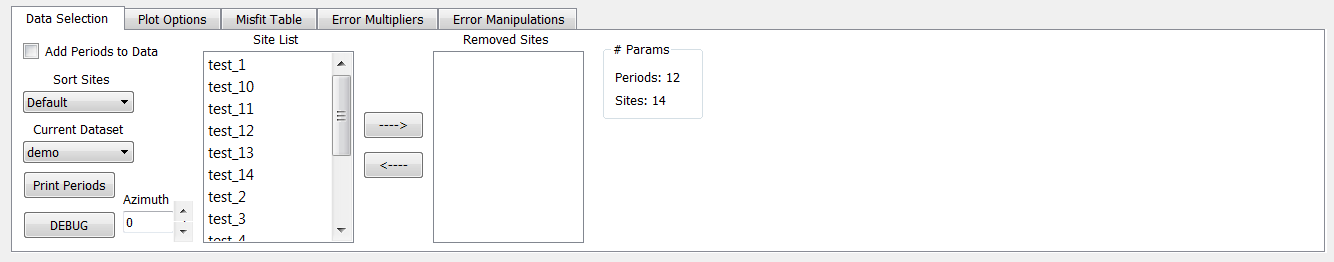 Data Selection
Plot Options
Misfit Table
Error Multipliers
Error Manipulations
Add Periods to Data
Sort Sites
Default
Current Dataset
demo
Print Periods
DEBUG
Azimuth
0
Site List
test_1
test_10
test_11
test_12
test_13
test_14
test_2
test_3
test_4
---->
<----
Removed Sites
# Params
Periods: 12
Sites: 14